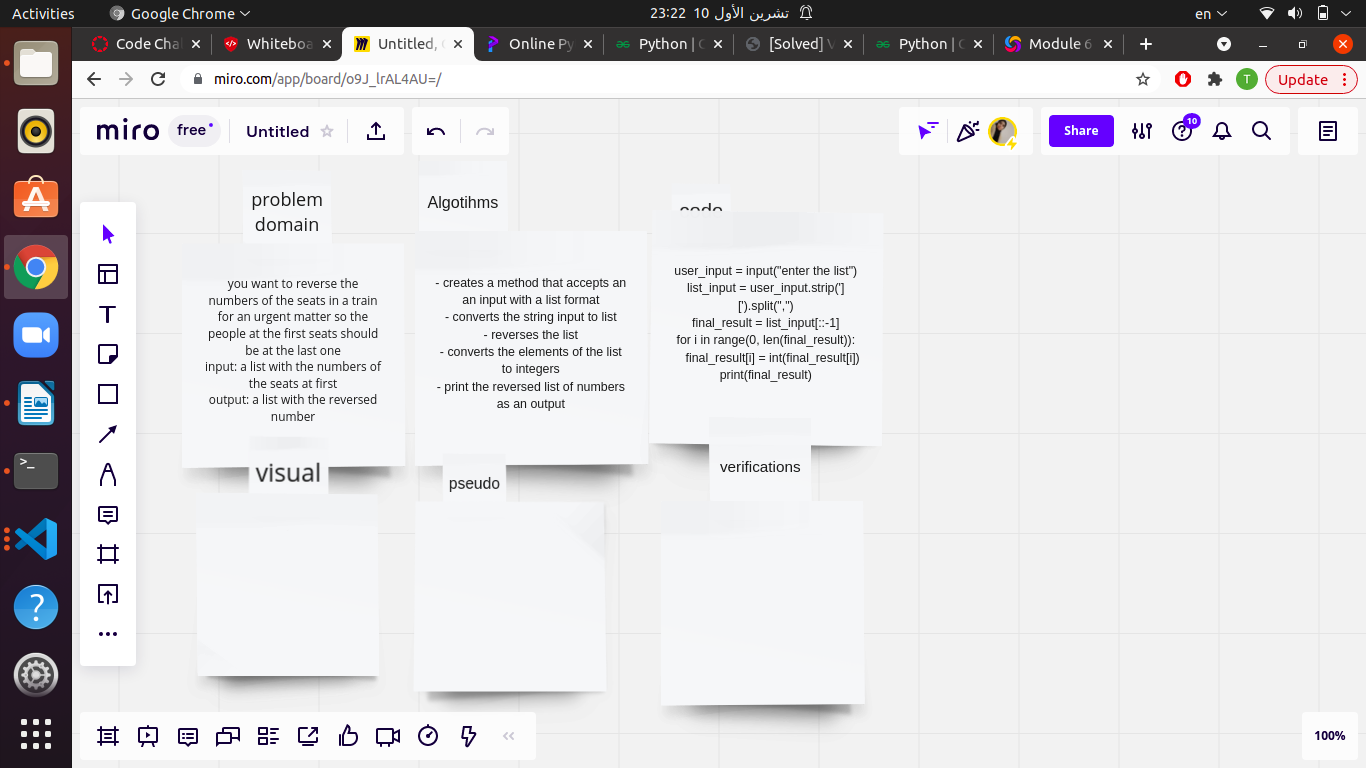 Activities
Google Chrome
23:22 10 تشرين الأول
en
Code Chal
Whiteboa
Untitled,
Online Py
Python | G
[Solved] V
Python | G
Module 6
miro.com/app/board/o9J_lrAL4AU=/
T
Update
miro
free
Untitled
Share
10
problem
domain
you want to reverse the
numbers of the seats in a train
for an urgent matter so the
people at the first seats should
be at the last one
input: a list with the numbers of
the seats at first
output: a list with the reversed
number
Algotihms
- creates a method that accepts an
an input with a list format
- converts the string input to list
- reverses the list
- converts the elements of the list
to integers
- print the reversed list of numbers
as an output
code
user_input = input("enter the list")
list_input = user_input.strip(']
[').split(",")
final_result = list_input[::-1]
for i in range(0, len(final_result)):
final_result[i] = int(final_result[i])
print(final_result)
visual
pseudo
verifications
100%